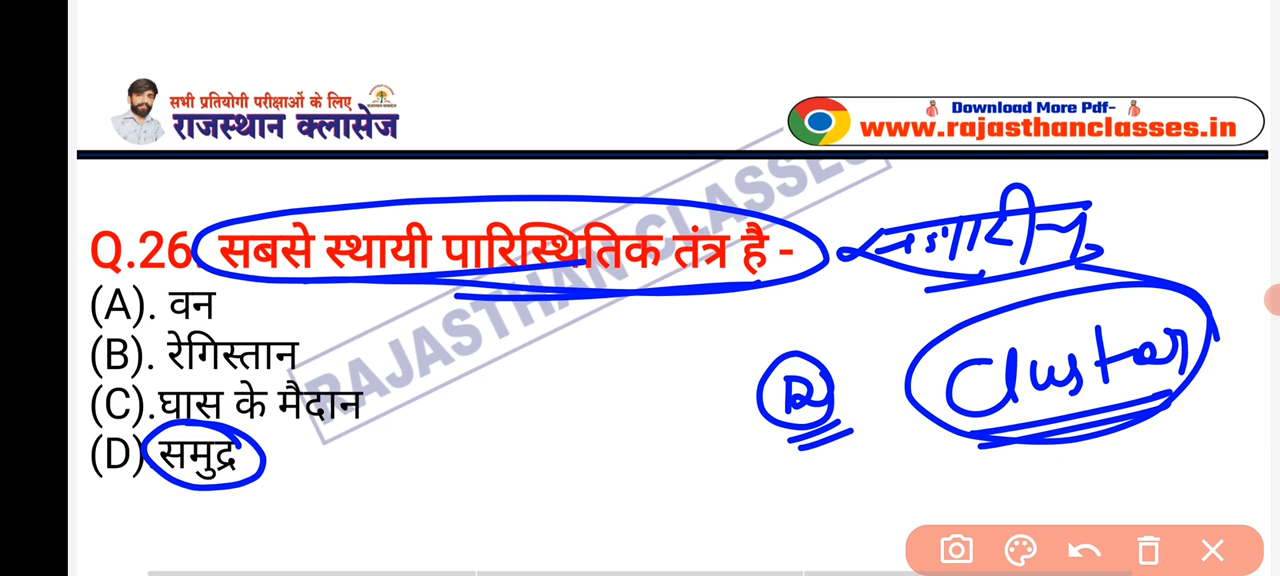 सभी प्रतियोगी परीक्षाओं के लिए
राजस्थान क्लासेज
Download More Pdf-
www.rajasthanclasses.in
RAJASTHAN CLASSES
Q.26. सबसे स्थायी पारिस्थितिक तंत्र है -
(A). वन
(B). रेगिस्तान
(C).घास के मैदान
(D). समुद्र
Cluster